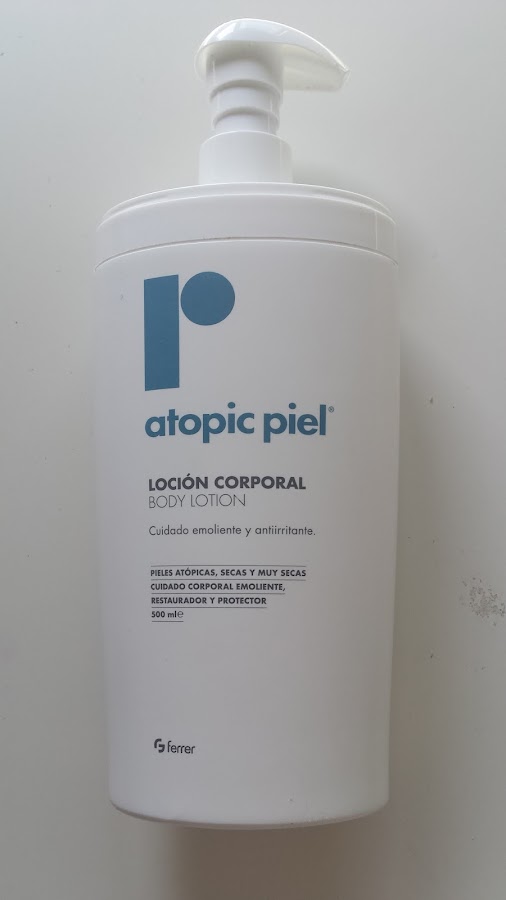 atopic piel®
LOCIÓN CORPORAL
BODY LOTION
Cuidado emoliente y antiirritante.
PIELES ATÓPICAS, SECAS Y MUY SECAS
CUIDADO CORPORAL EMOLIENTE,
RESTAURADOR Y PROTECTOR
500 ml℮
ferrer